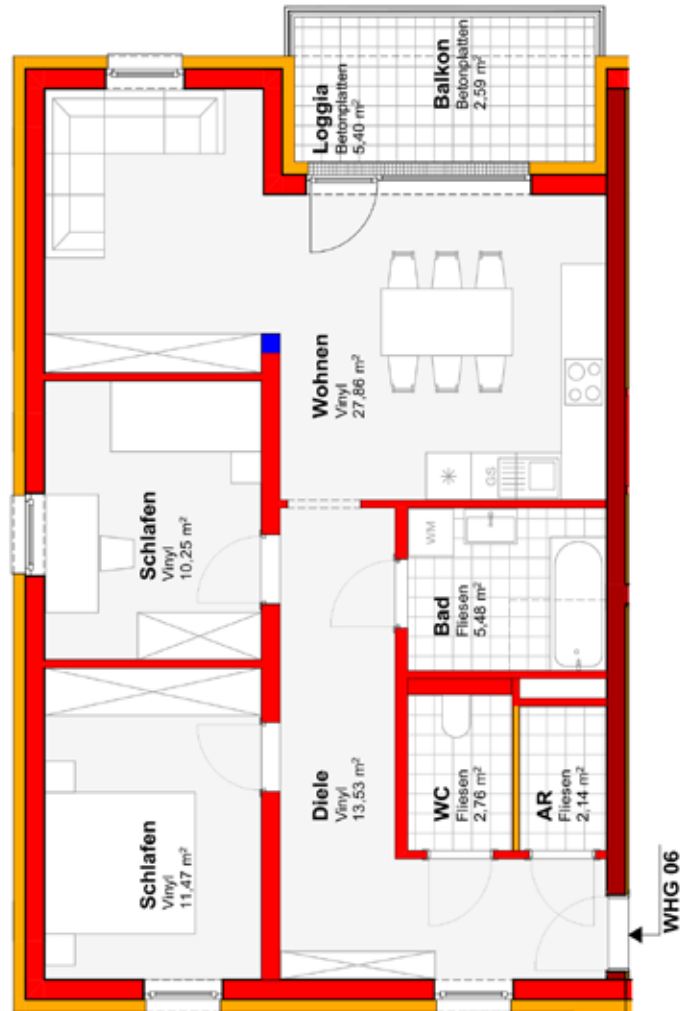 Loggia
Betonplatten
5,40 m²
Balkon
Betonplatten
2,59 m²
Wohnen
Vinyl
27,86 m²
GS
Schlafen
Vinyl
10,25 m²
WM
Bad
Fliesen
5,48 m²
Schlafen
Vinyl
11,47 m²
Diele
Vinyl
13,53 m²
WC
Fliesen
2,76 m²
AR
Fliesen
2,14 m²
WHG 06